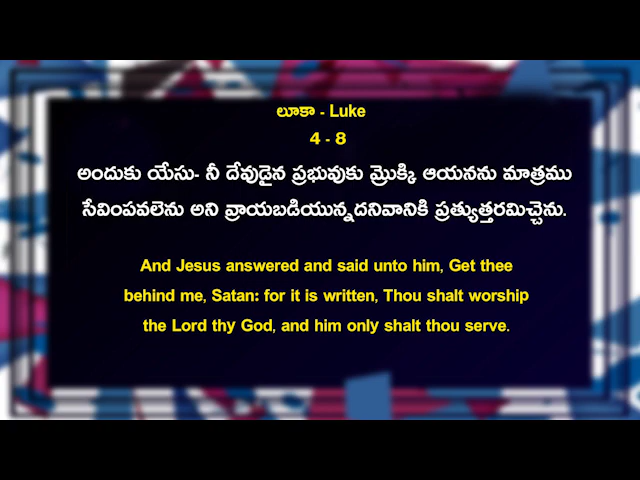 లూకా - Luke
4 - 8
అందుకు యేసు- నీ దేవుడైన ప్రభువుకు మ్రొక్కి ఆయనను మాత్రము
సేవింపవలెను అని వ్రాయబడియున్నదనివానికి ప్రత్యుత్తరమిచ్చెను.
And Jesus answered and said unto him, Get thee
behind me, Satan: for it is written, Thou shalt worship
the Lord thy God, and him only shalt thou serve.